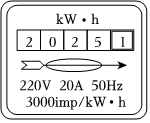 kW · h
2 0 2 5 1
220V 20A 50Hz
3000imp/kW · h